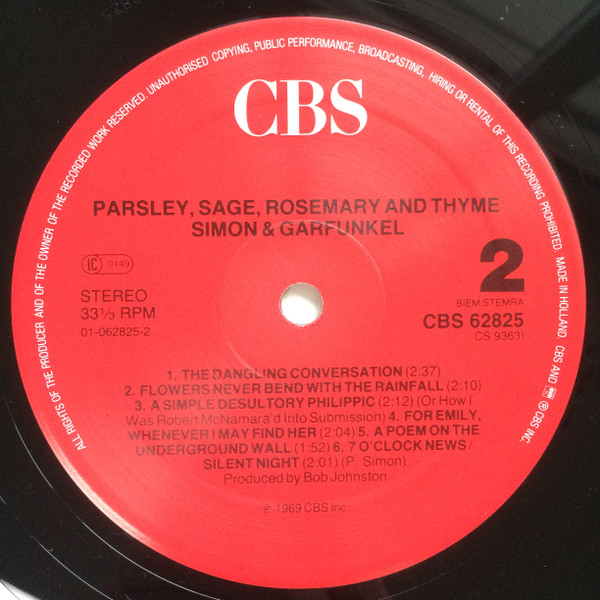 ALL RIGHTS OF THE PRODUCER AND OF THE OWNER OF THE RECORDED WORK RESERVED. UNAUTHORISED COPYING, PUBLIC PERFORMANCE, BROADCASTING, HIRING OR RENTAL OF THIS RECORDING PROHIBITED. MADE IN HOLLAND. CBS AND ® CBS INC.
CBS
PARSLEY, SAGE, ROSEMARY AND THYME
SIMON & GARFUNKEL
LC -0149
2
STEREO
BIEM STEMRA
33⅓ RPM
CBS 62825
01-062825-2
CS 9363)
1. THE DANGLING CONVERSATION (2:37)
2. FLOWERS NEVER BEND WITH THE RAINFALL (2:10)
3. A SIMPLE DESULTORY PHILIPPIC (2:12) (Or How I
Was Robert McNamara'd Into Submission) 4. FOR EMILY,
WHENEVER I MAY FIND HER (2:04) 5. A POEM ON THE
UNDERGROUND WALL (1:52) 6. 7 O'CLOCK NEWS/
SILENT NIGHT (2:01) (P. Simon)
Produced by Bob Johnston
℗ 1969 CBS Inc.